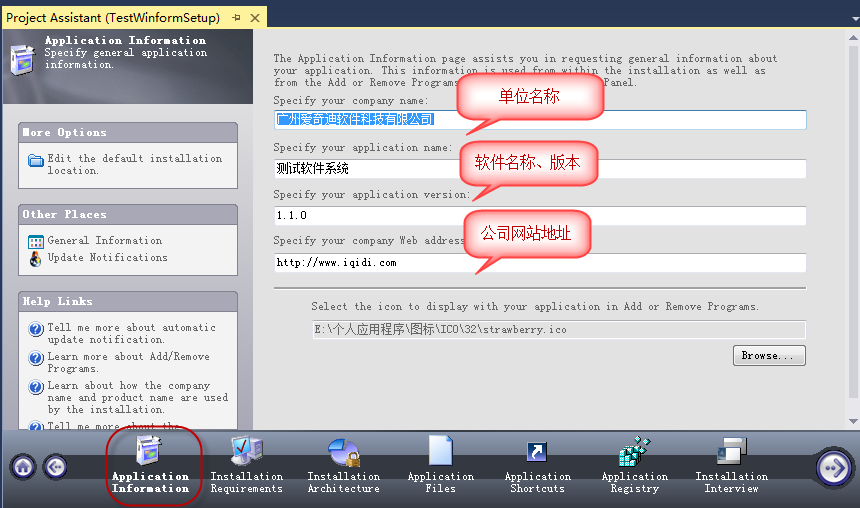 Project Assistant (TestWinformSetup)
Application Information
Specify general application
information.
More Options
Edit the default installation
location.
Other Places
General Information
Update Notifications
Help Links
Tell me more about automatic
update notification.
Learn more about Add/Remove
Programs.
Learn about how the company
name and product name are used
by the installation.
Tell me more about the
The Application Information page assists you in requesting general information about
your application. This information is used from within the installation as well as
from the Add or Remove Programs Panel.
Specify your company name:
单位名称
广州爱奇迪软件科技有限公司
Specify your application name:
软件名称、版本
测试软件系统
Specify your application version:
1.1.0
Specify your company Web address
公司网站地址
http://www.iqidi.com
Select the icon to display with your application in Add or Remove Programs.
E:\个人应用程序\图标\ICO\32\strawberry.ico
Browse...
Application
Information
Installation
Requirements
Installation
Architecture
Application
Files
Application
Shortcuts
Application
Registry
Installation
Interview